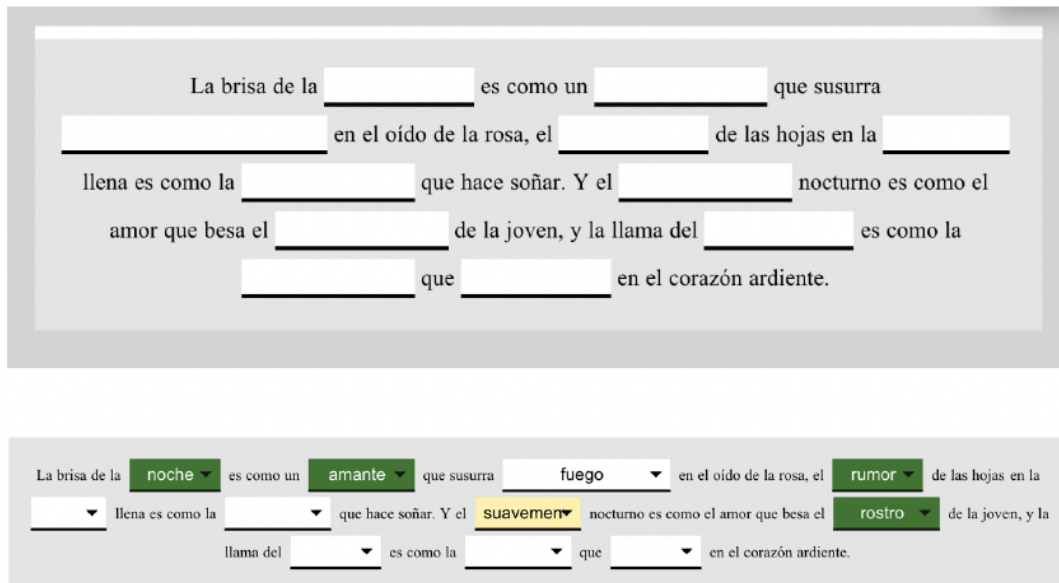 La brisa de la es como un que susurra
en el oído de la rosa, el de las hojas en la
llena es como la que hace soñar. Y el nocturno es como el
amor que besa el de la joven, y la llama del es como la
que en el corazón ardiente.
La brisa de la noche es como un amante que susurra fuego en el oído de la rosa, el rumor de las hojas en la
llena es como la que hace soñar. Y el suavemen nocturno es como el amor que besa el rostro de la joven, y la
llama del es como la que en el corazón ardiente.